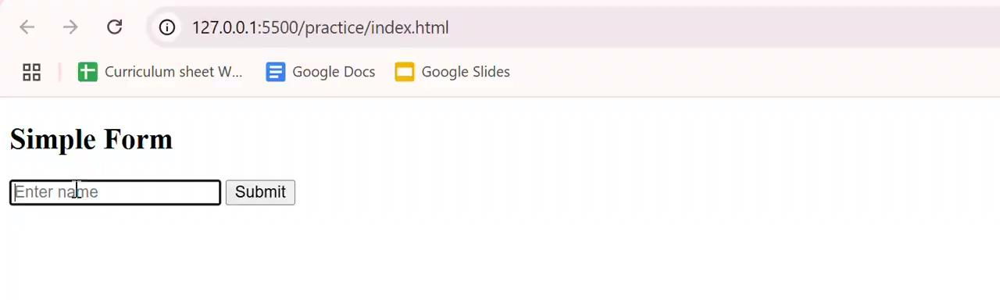 127.0.0.1:5500/practice/index.html
Curriculum sheet W... Google Docs Google Slides
Simple Form
Enter name Submit